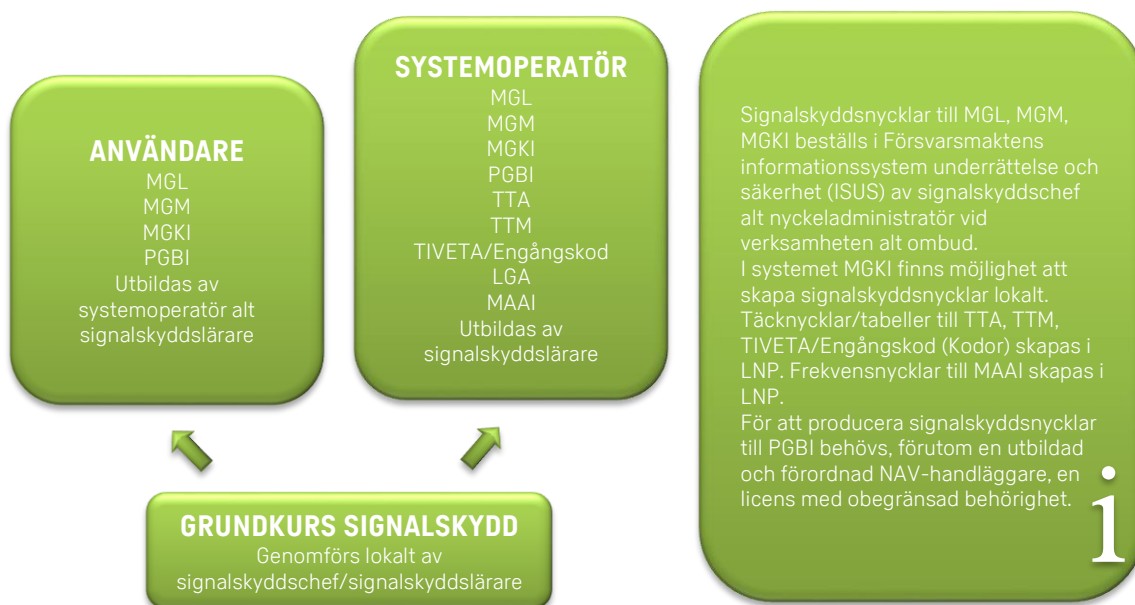 ANVÄNDARE
MGL
MGM
MGKI
PGBI
Utbildas av
systemoperatör alt
signalskyddslärare
SYSTEMOPERATÖR
MGL
MGM
MGKI
PGBI
TTA
TTM
TIVETA/Engångskod
LGA
MAAI
Utbildas av
signalskyddslärare
Signalskyddsnycklar till MGL, MGM,
MGKI beställs i Försvarsmaktens
informationssystem underrättelse och
säkerhet (ISUS) av signalskyddschef
alt nyckeladministratör vid
verksamheten alt ombud.
I systemet MGKI finns möjlighet att
skapa signalskyddsnycklar lokalt.
Täcknycklar/tabeller till TTA, TTM,
TIVETA/Engångskod (Kodor) skapas i
LNP. Frekvensnycklar till MAAI skapas i
LNP.
För att producera signalskyddsnycklar
till PGBI behövs, förutom en utbildad
och förordnad NAV-handläggare, en
licens med obegränsad behörighet.
i
GRUNDKURS SIGNALSKYDD
Genomförs lokalt av
signalskyddschef/signalskyddslärare